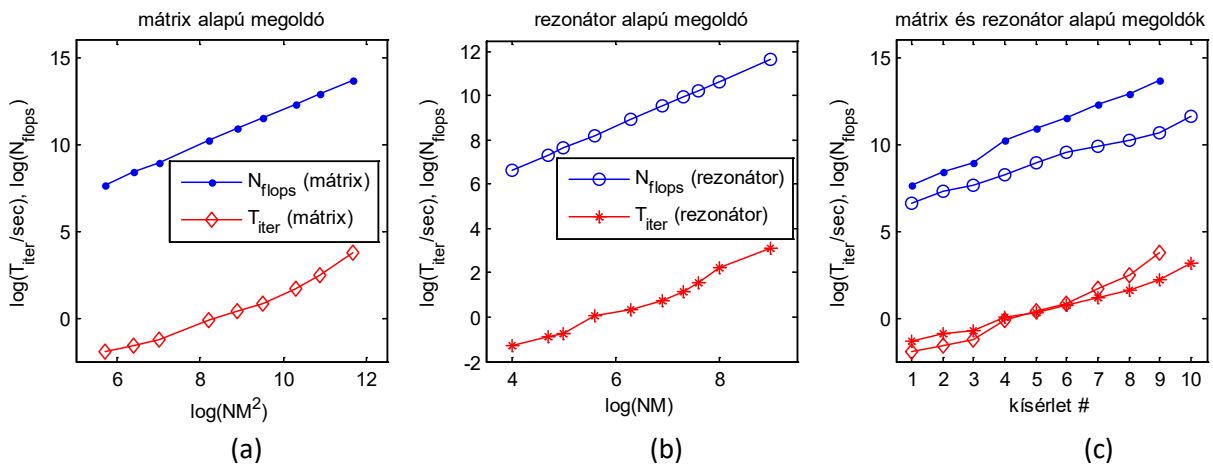 mátrix alapú megoldó
log(T_iter/sec), log(N_flops)
15
10
5
0
N_flops (mátrix)
T_iter (mátrix)
6 8 10 12
log(NM²)
(a)
rezonátor alapú megoldó
log(T_iter/sec), log(N_flops)
12
10
8
6
4
2
0
-2
N_flops (rezonátor)
T_iter (rezonátor)
4 6 8
log(NM)
(b)
mátrix és rezonátor alapú megoldók
log(T_iter/sec), log(N_flops)
15
10
5
0
1 2 3 4 5 6 7 8 9 10
kísérlet #
(c)